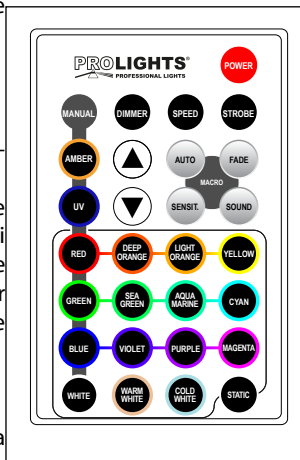 e
PROLIGHTS®
PROFESSIONAL LIGHTS
POWER
MANUAL DIMMER SPEED STROBE
AMBER AUTO FADE
MACRO
UV SENSIT. SOUND
e
i
RED DEEP ORANGE LIGHT ORANGE YELLOW
e
r
GREEN SEA GREEN AQUA MARINE CYAN
e
BLUE VIOLET PURPLE MAGENTA
WHITE WARM WHITE COLD WHITE STATIC
a